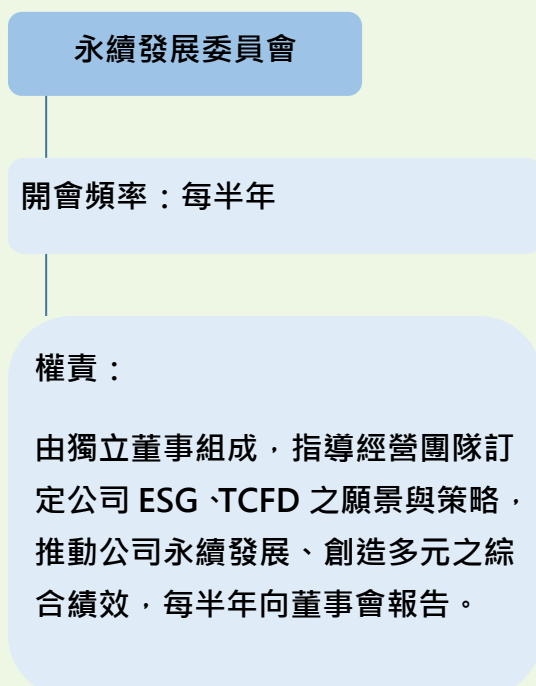 永續發展委員會
開會頻率：每半年
權責：
由獨立董事組成，指導經營團隊訂
定公司 ESG、TCFD 之願景與策略，
推動公司永續發展、創造多元之綜
合績效，每半年向董事會報告。